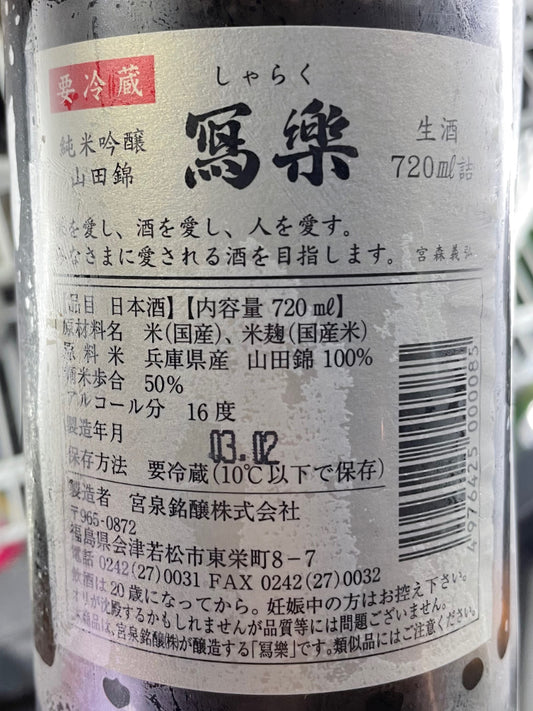 要冷蔵
しゃらく
純米吟醸
山田錦
寫樂
生酒
720㎖詰
を愛し、酒を愛し、人を愛す。
なさまに愛される酒を目指します。 宮森義弘
【品目 日本酒】【内容量 720㎖】
原材料名 米(国産)、米麹(国産米)
原料米 兵庫県産 山田錦100%
精米歩合 50%
アルコール分 16度
製造年月 03.02
保存方法 要冷蔵(10℃以下で保存)
製造者 宮泉銘醸株式会社
〒965-0872
福島県会津若松市東栄町8-7
電話 0242(27)0031 FAX 0242(27)0032
飲酒は20歳になってから。妊娠中の方はお控え下さい。
オリが沈殿するかもしれませんが品質等には問題ございません。
本商品は、宮泉銘醸㈱が醸造する「冩樂」です。類似品にはご注意ください。
4 976425 000085